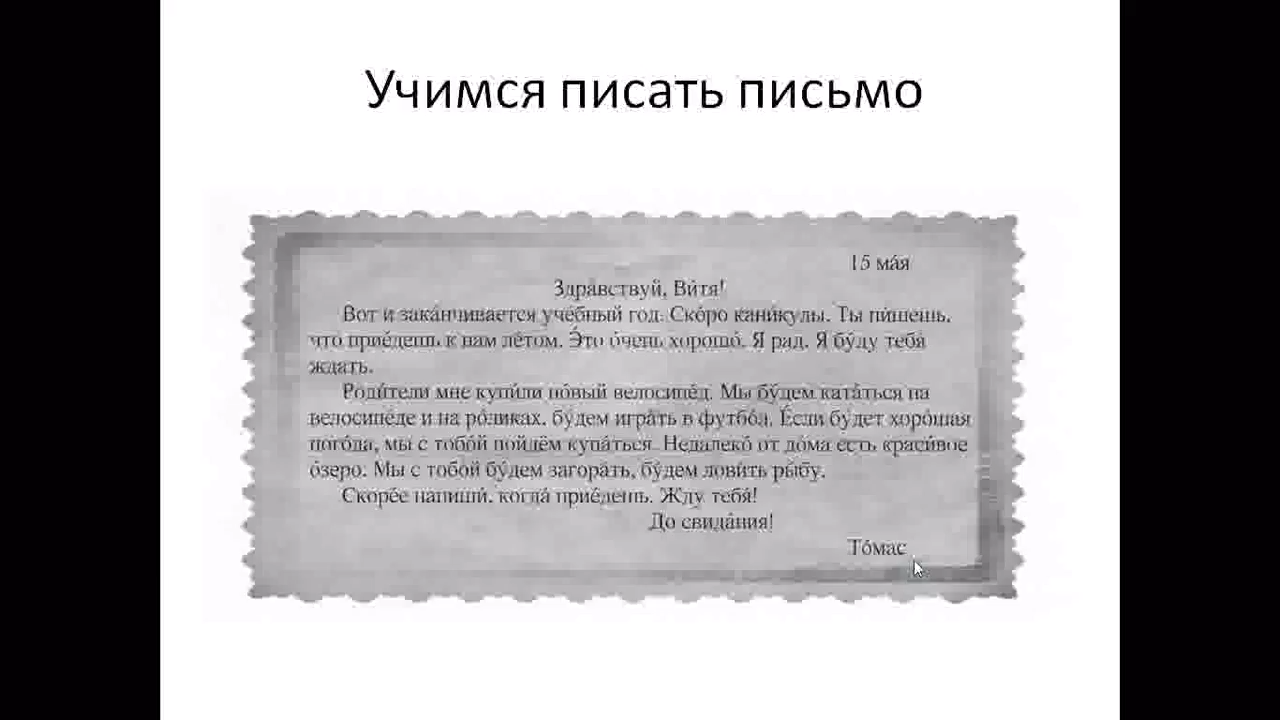 Учимся писать письмо
15 ма́я
Здра́вствуй, Ви́тя!
Вот и зака́нчивается уче́бный год. Ско́ро кани́кулы. Ты пи́шешь,
что прие́дешь к нам ле́том. Э́то о́чень хорошо́. Я рад. Я бу́ду тебя́
ждать.
Роди́тели мне купи́ли но́вый велосипе́д. Мы бу́дем ката́ться на
велосипе́де и на ро́ликах, бу́дем игра́ть в футбо́л. Е́сли бу́дет хоро́шая
пого́да, мы с тобо́й пойдём купа́ться. Недалеко́ от до́ма есть краси́вое
о́зеро. Мы с тобой бу́дем загора́ть, бу́дем лови́ть ры́бу.
Скоре́е напиши́, когда́ прие́дешь. Жду тебя́!
До свида́ния!
То́мас